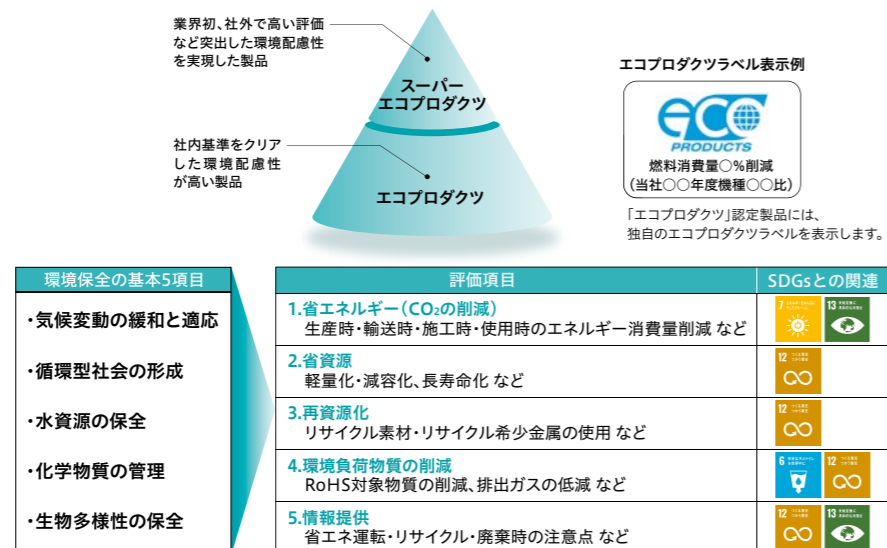 業界初、社外で高い評価
など突出した環境配慮性
を実現した製品
スーパー
エコプロダクツ
社内基準をクリア
した環境配慮性
が高い製品
エコプロダクツ
エコプロダクツラベル表示例
eco
PRODUCTS
燃料消費量○%削減
(当社○○年度機種○○比)
「エコプロダクツ」認定製品には、
独自のエコプロダクツラベルを表示します。
環境保全の基本5項目
・気候変動の緩和と適応
・循環型社会の形成
・水資源の保全
・化学物質の管理
・生物多様性の保全
評価項目
SDGsとの関連
1.省エネルギー(CO₂の削減)
生産時・輸送時・施工時・使用時のエネルギー消費量削減 など
7
13
2.省資源
軽量化・減容化、長寿命化 など
12
3.再資源化
リサイクル素材・リサイクル希少金属の使用 など
12
4.環境負荷物質の削減
RoHS対象物質の削減、排出ガスの低減 など
6
12
5.情報提供
省エネ運転・リサイクル・廃棄時の注意点 など
12
13